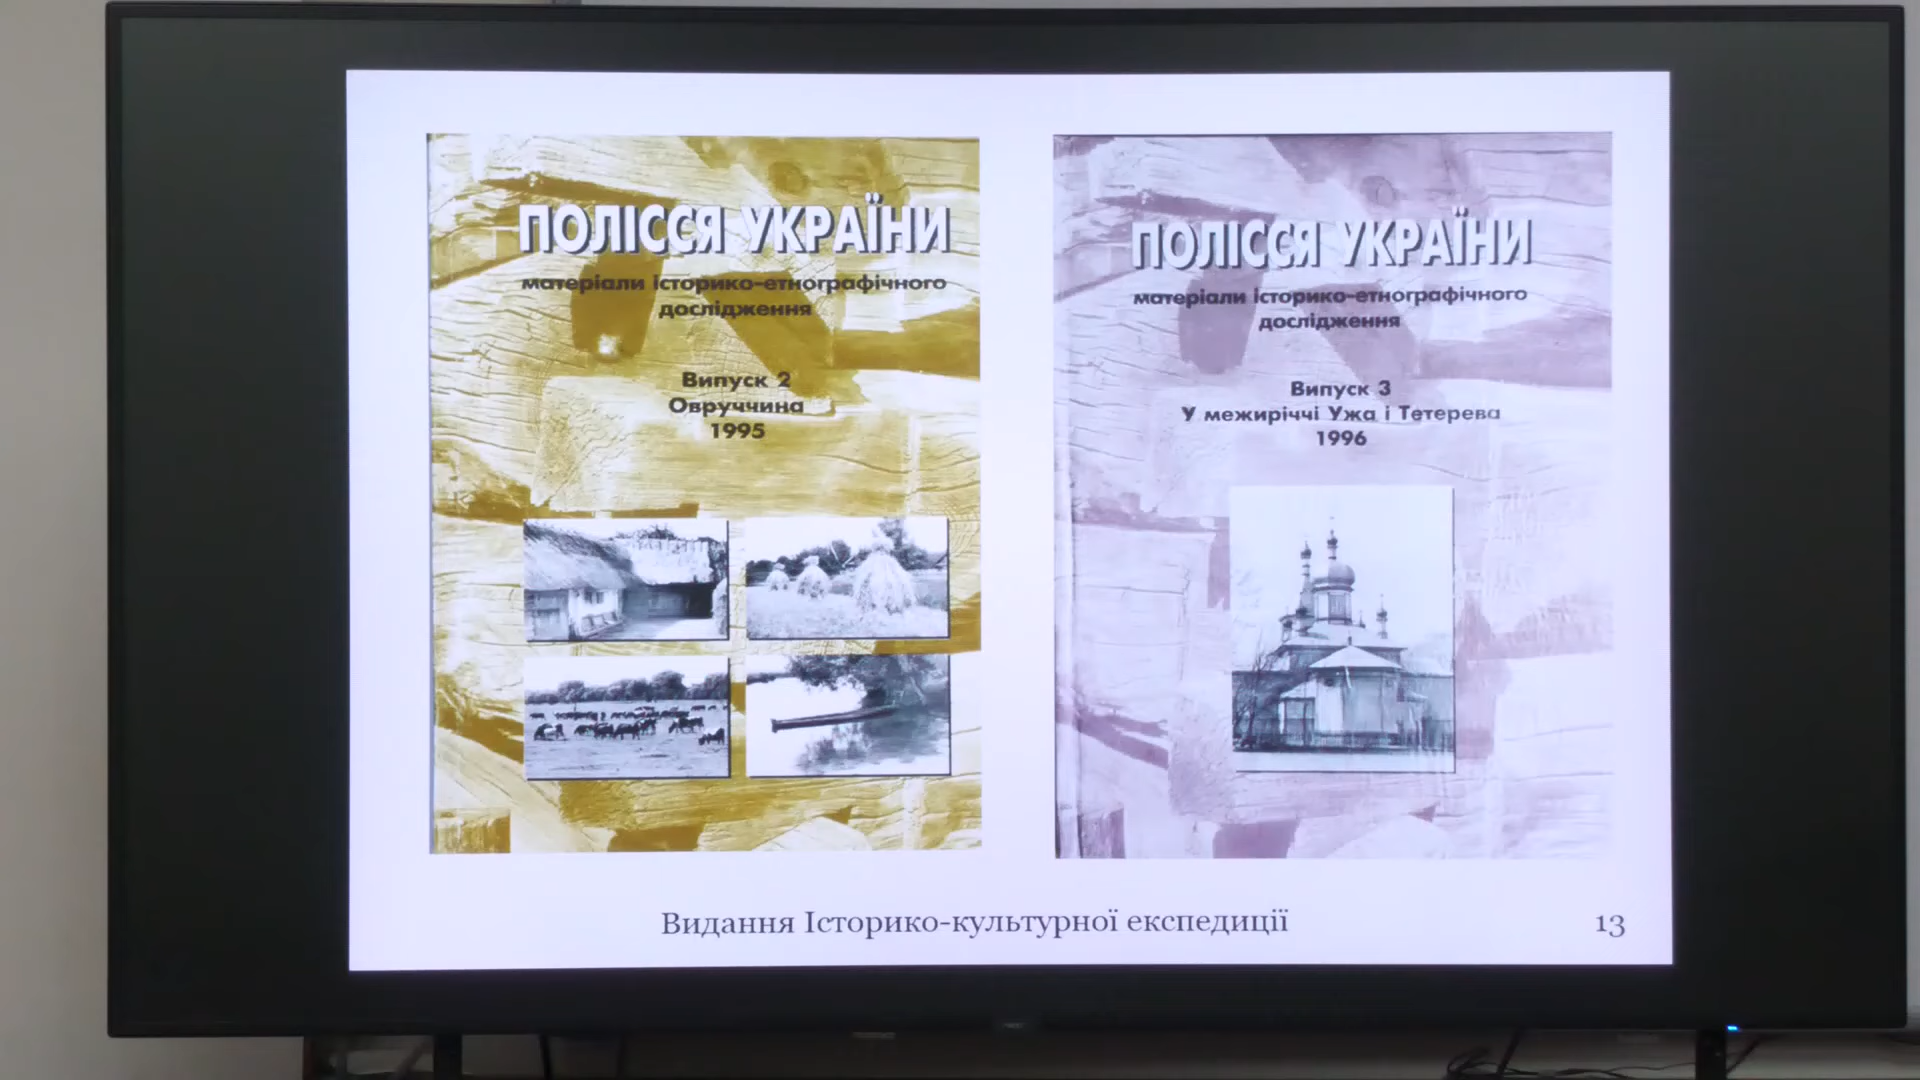 ПОЛІССЯ УКРАЇНИ
матеріали історико-етнографічного
дослідження
Випуск 2
Овруччина
1995
ПОЛІССЯ УКРАЇНИ
матеріали історико-етнографічного
дослідження
Випуск 3
У межиріччі Ужа і Тетерева
1996
Видання Історико-культурної експедиції
13